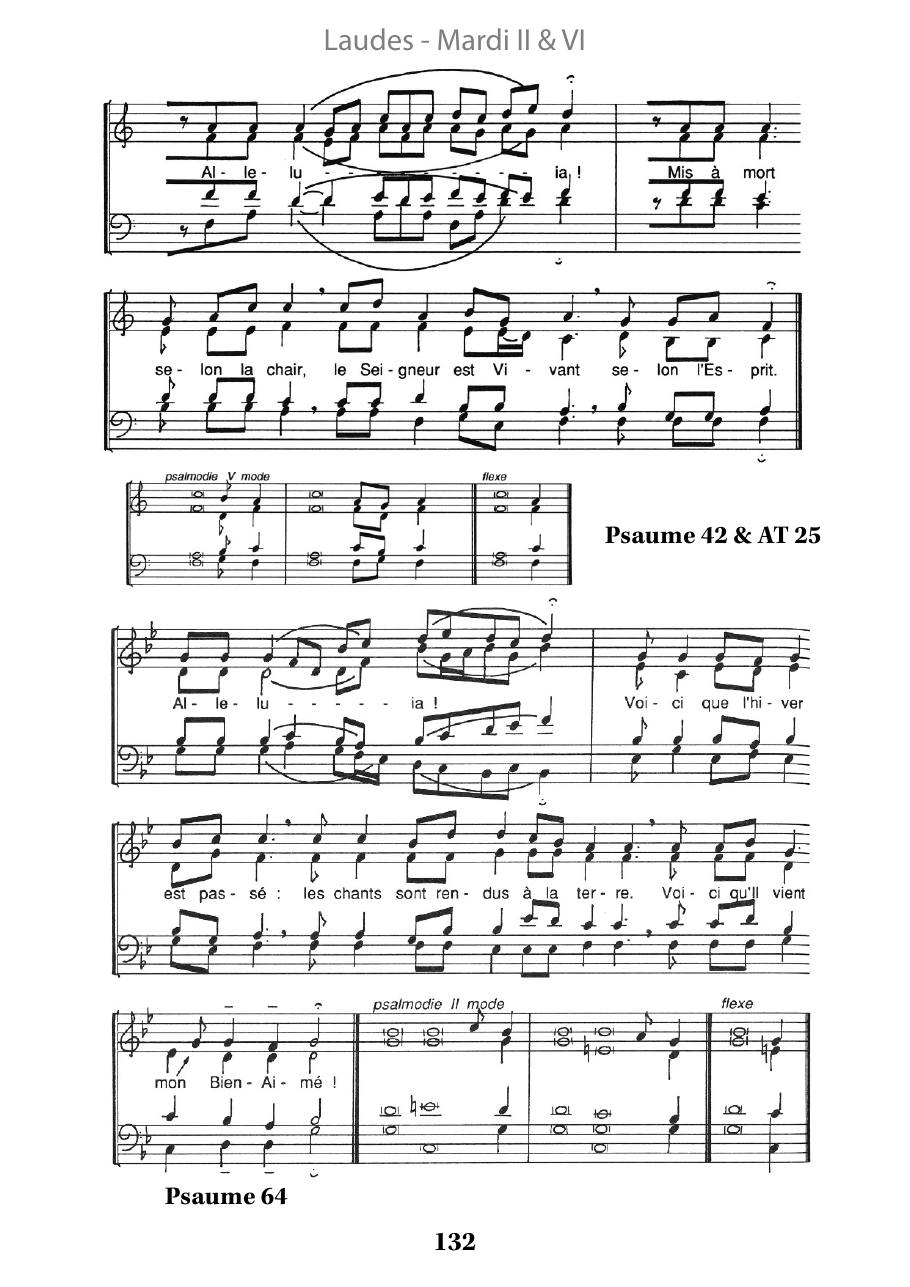 Laudes - Mardi II & VI
Al - le - lu - - - - - - - - - - - ia ! Mis à mort
se - lon la chair, le Sei - gneur est Vi - vant se - lon l'Es - prit.
psalmodie V mode flexe
Psaume 42 & AT 25
Al - le - lu - - - - - ia ! Voi - ci que l'hi - ver
est pas - sé : les chants sont ren - dus à la ter - re. Voi - ci qu'Il vient
psalmodie II mode flexe
mon Bien - Ai - mé !
Psaume 64
132